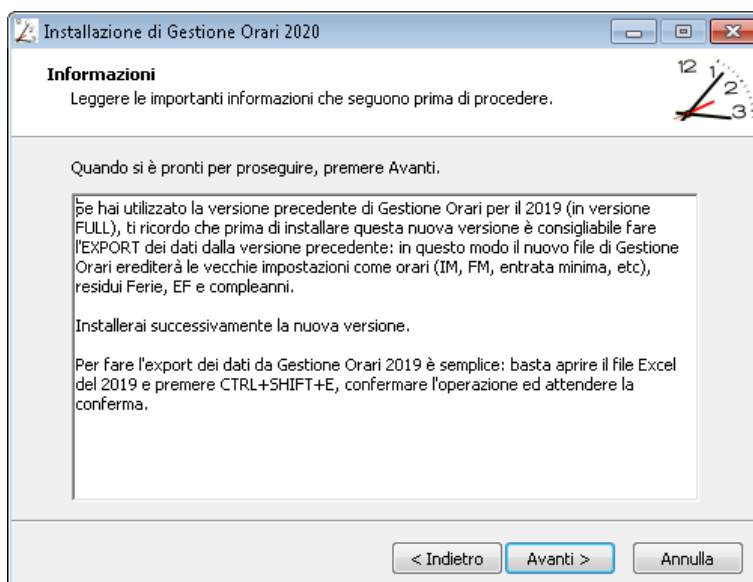 Installazione di Gestione Orari 2020
Informazioni
Leggere le importanti informazioni che seguono prima di procedere.
12
1
2
3
Quando si è pronti per proseguire, premere Avanti.
Se hai utilizzato la versione precedente di Gestione Orari per il 2019 (in versione
FULL), ti ricordo che prima di installare questa nuova versione è consigliabile fare
l'EXPORT dei dati dalla versione precedente: in questo modo il nuovo file di Gestione
Orari erediterà le vecchie impostazioni come orari (IM, FM, entrata minima, etc),
residui Ferie, EF e compleanni.
Installerai successivamente la nuova versione.
Per fare l'export dei dati da Gestione Orari 2019 è semplice: basta aprire il file Excel
del 2019 e premere CTRL+SHIFT+E, confermare l'operazione ed attendere la
conferma.
< Indietro
Avanti >
Annulla